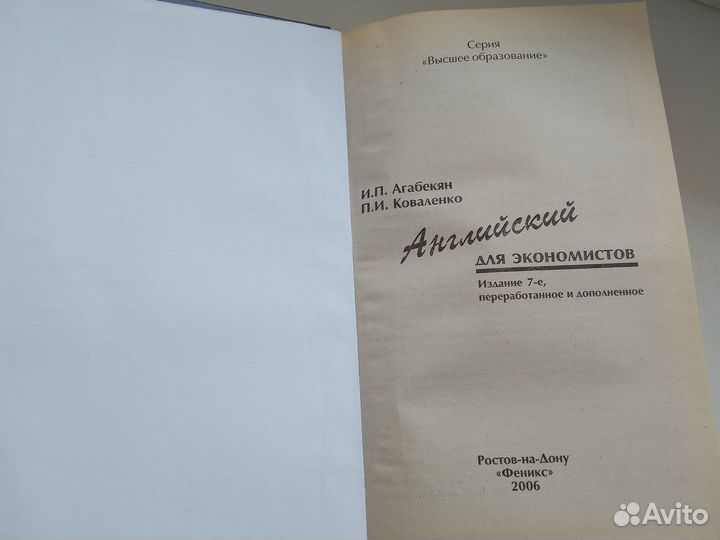 Серия
«Высшее образование»
И.П. Агабекян
П.И. Коваленко
Английский
ДЛЯ ЭКОНОМИСТОВ
Издание 7-е,
переработанное и дополненное
Ростов-на-Дону
«Феникс»
2006
Avito